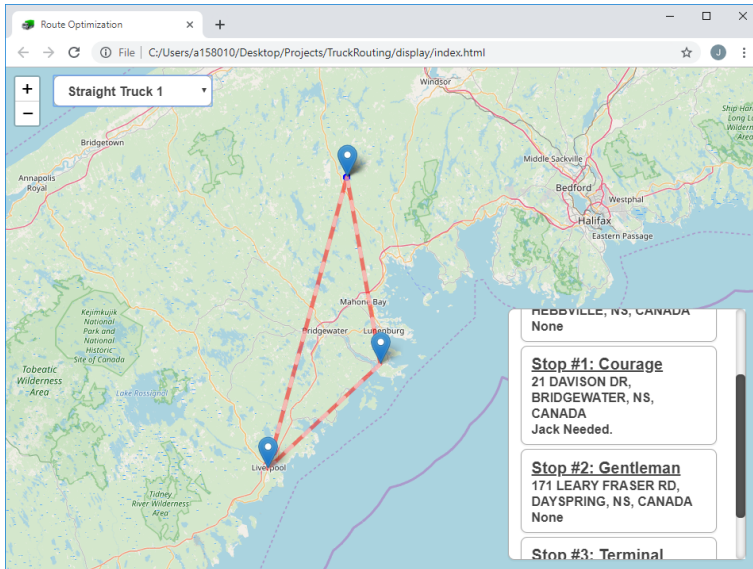 Route Optimization
File
C:/Users/a158010/Desktop/Projects/TruckRouting/display/index.html
J
+
−
Straight Truck 1
Windsor
Bridgetown
Annapolis
Royal
Middle Sackville
Bedford
Westphal
Halifax
Eastern Passage
Mahone Bay
Bridgewater
Lunenburg
Kejimkujik
National
Park and
National
Historic
Site of Canada
Tobeatic
Wilderness
Area
Lake Rossignol
Liverpool
Tidney
River Wilderness
Area
HEBBVILLE, NS, CANADA
None
Stop #1: Courage
21 DAVISON DR,
BRIDGEWATER, NS,
CANADA
Jack Needed.
Stop #2: Gentleman
171 LEARY FRASER RD,
DAYSPRING, NS, CANADA
None
Stop #3: Terminal